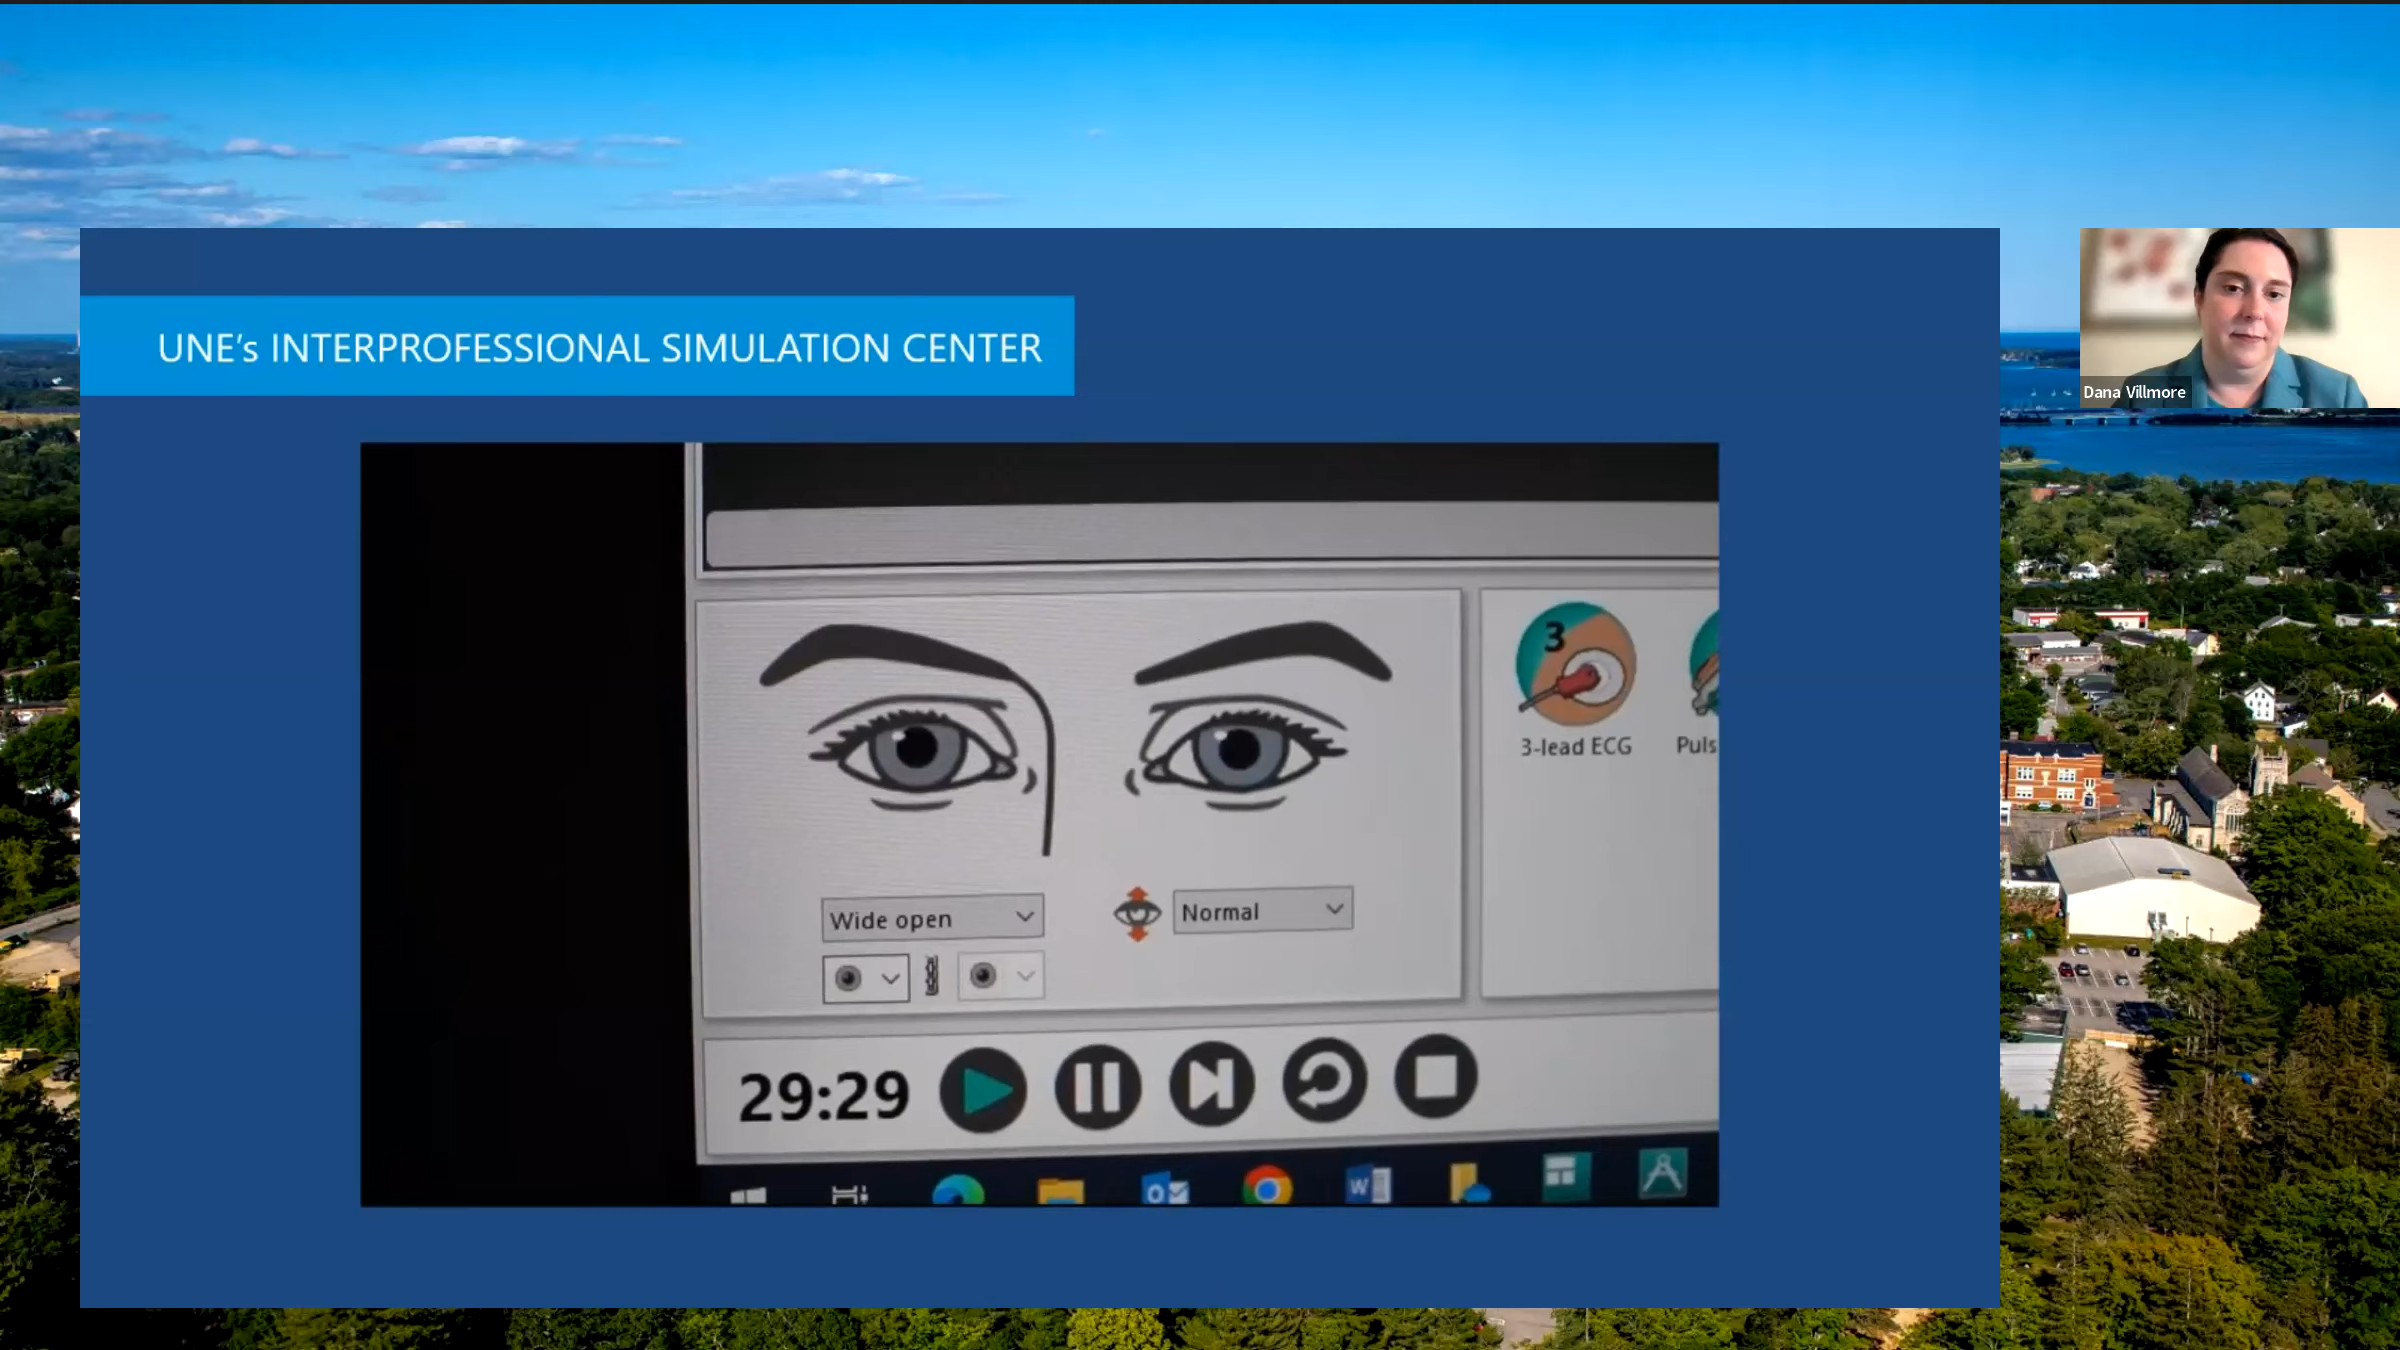 UNE's INTERPROFESSIONAL SIMULATION CENTER
Dana Villmore
3
3-lead ECG
Puls
Wide open
Normal
29:29